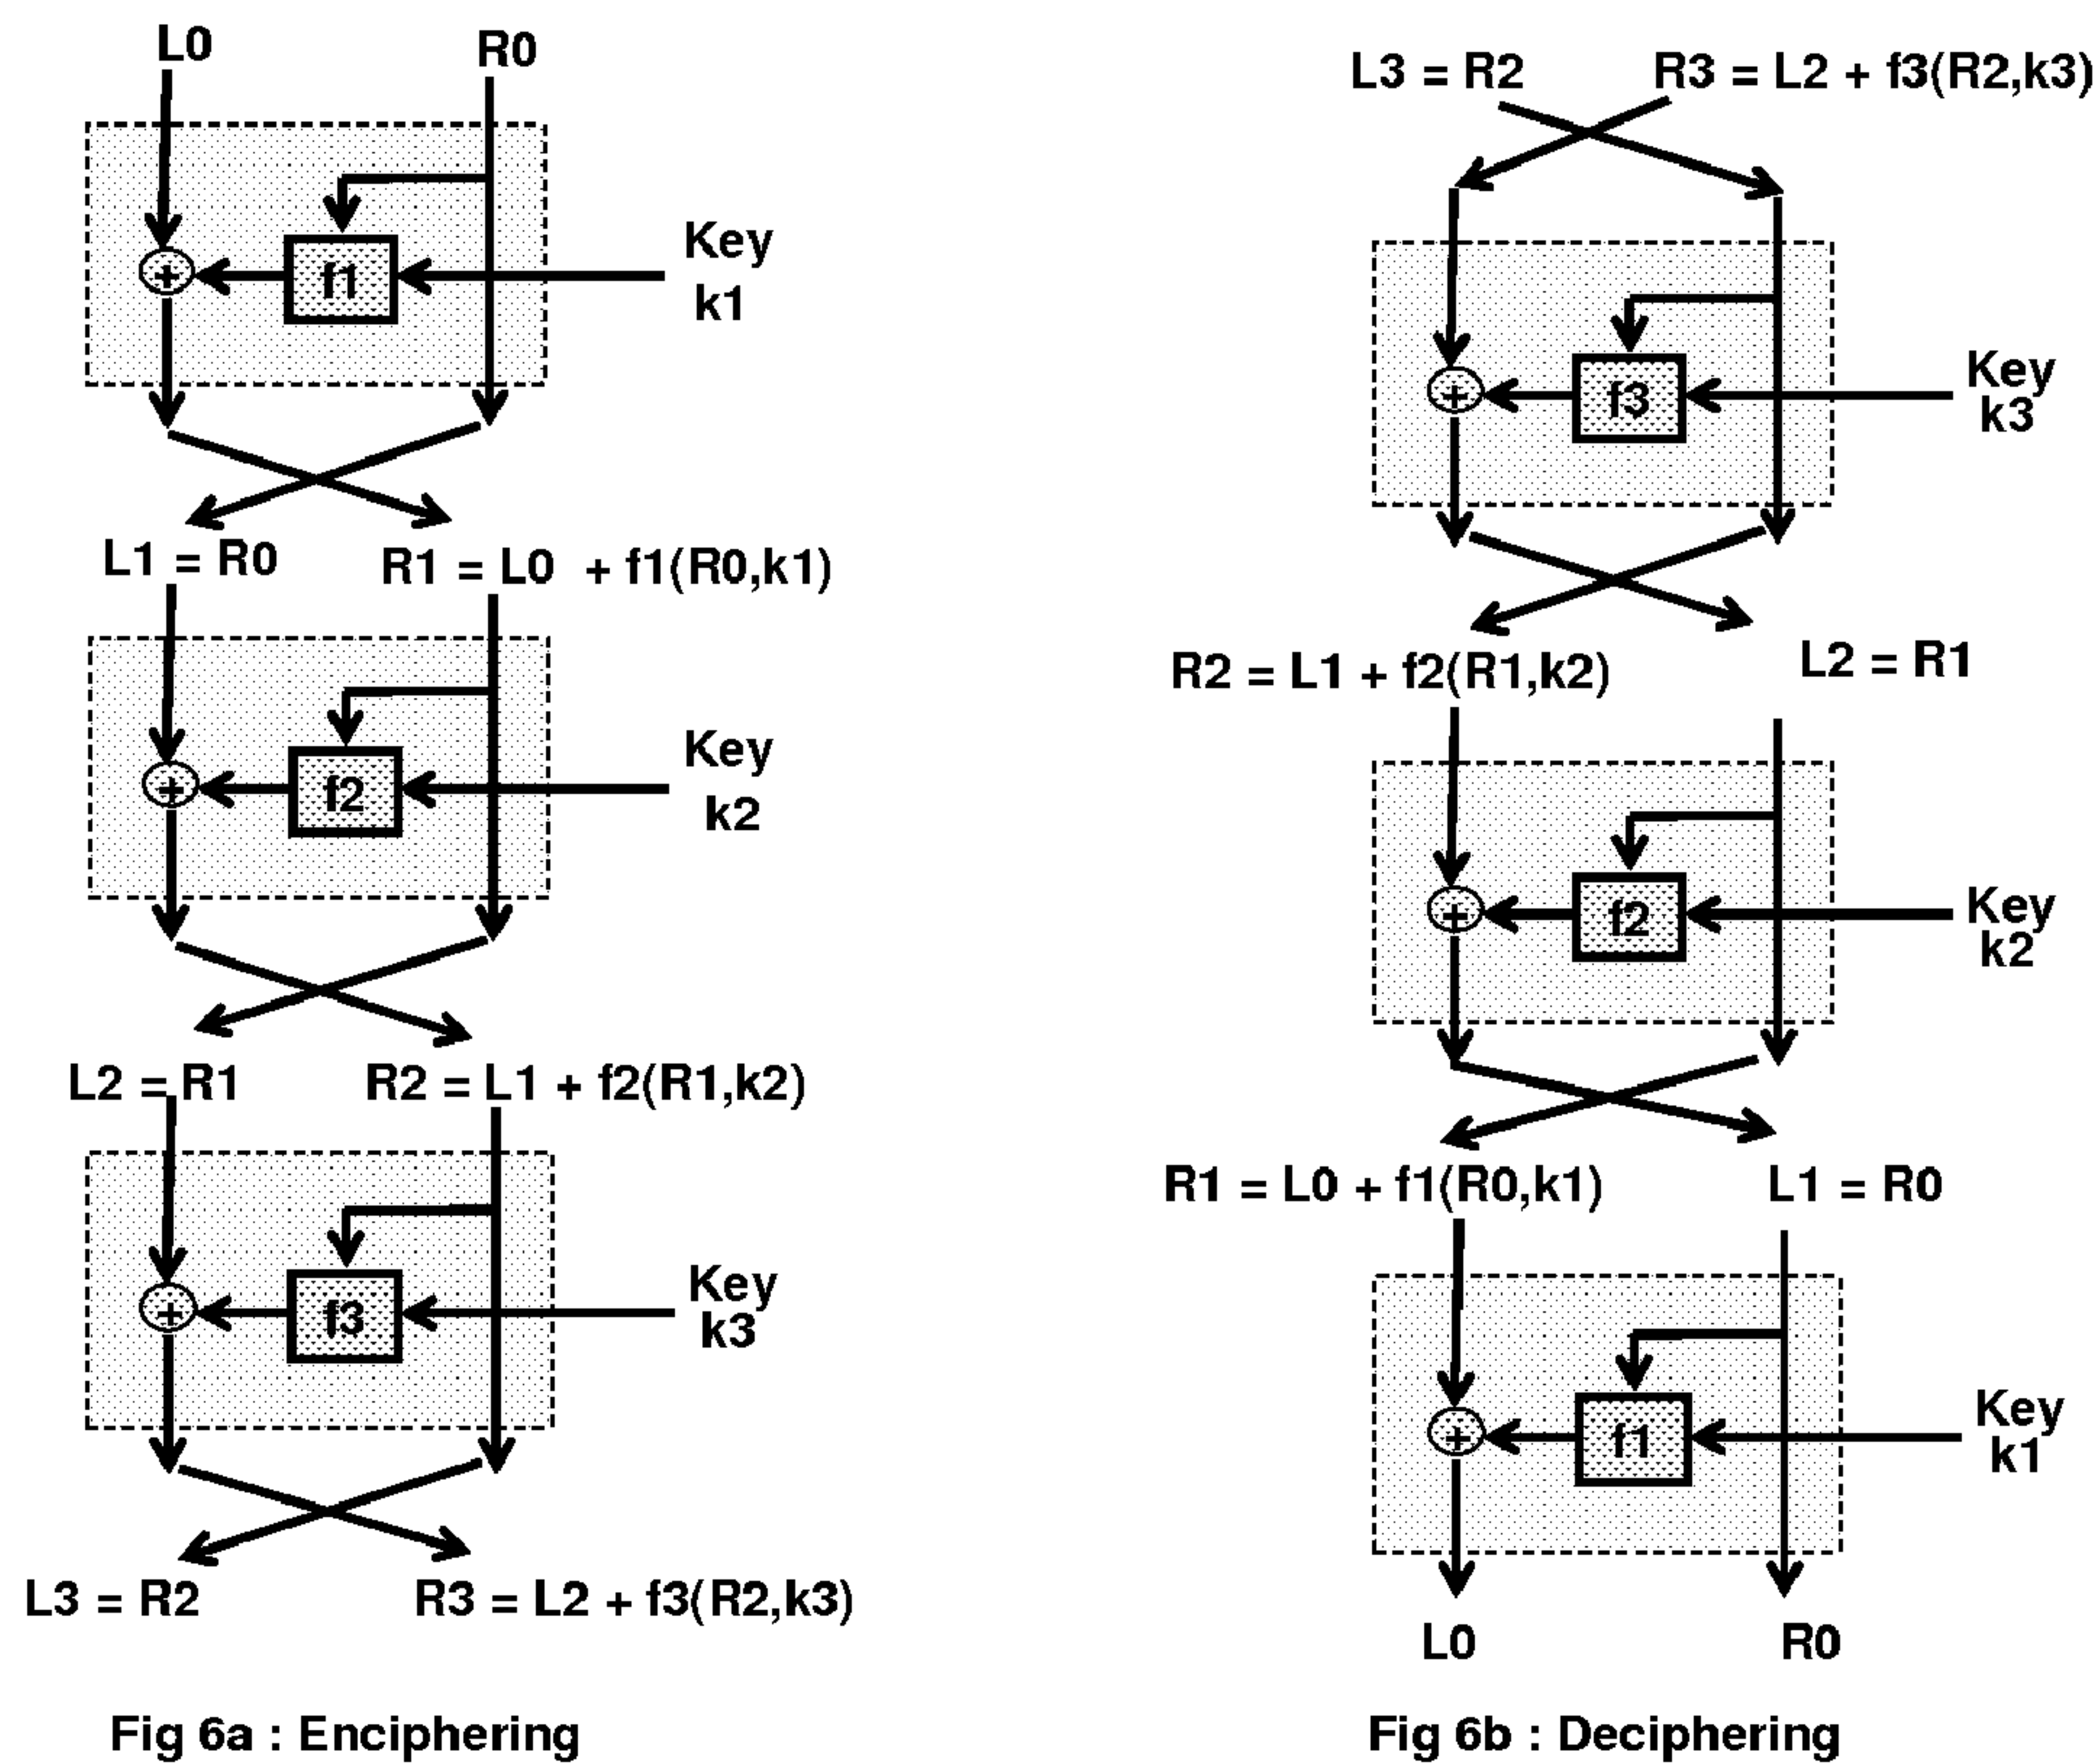 L0 R0
+ f1 Key
k1
L1 = R0 R1 = L0 + f1(R0,k1)
+ f2 Key
k2
L2 = R1 R2 = L1 + f2(R1,k2)
+ f3 Key
k3
L3 = R2 R3 = L2 + f3(R2,k3)
Fig 6a : Enciphering
L3 = R2 R3 = L2 + f3(R2,k3)
+ f3 Key
k3
R2 = L1 + f2(R1,k2) L2 = R1
+ f2 Key
k2
R1 = L0 + f1(R0,k1) L1 = R0
+ f1 Key
k1
L0 R0
Fig 6b : Deciphering